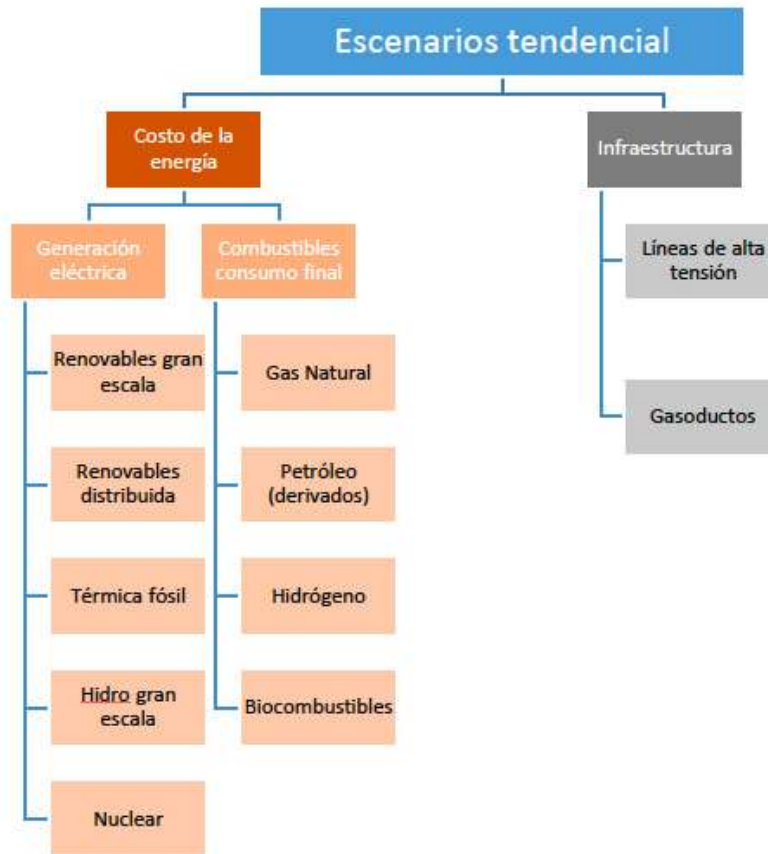 Escenarios tendencial
Costo de la
energía
Infraestructura
Generación
eléctrica
Combustibles
consumo final
Líneas de alta
tensión
Renovables gran
escala
Gas Natural
Gasoductos
Renovables
distribuida
Petróleo
(derivados)
Térmica fósil
Hidrógeno
Hidro gran
escala
Biocombustibles
Nuclear